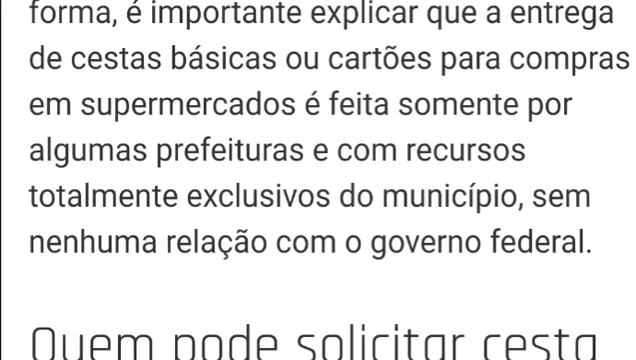 forma, é importante explicar que a entrega
de cestas básicas ou cartões para compras
em supermercados é feita somente por
algumas prefeituras e com recursos
totalmente exclusivos do município, sem
nenhuma relação com o governo federal.
Quem pode solicitar cesta